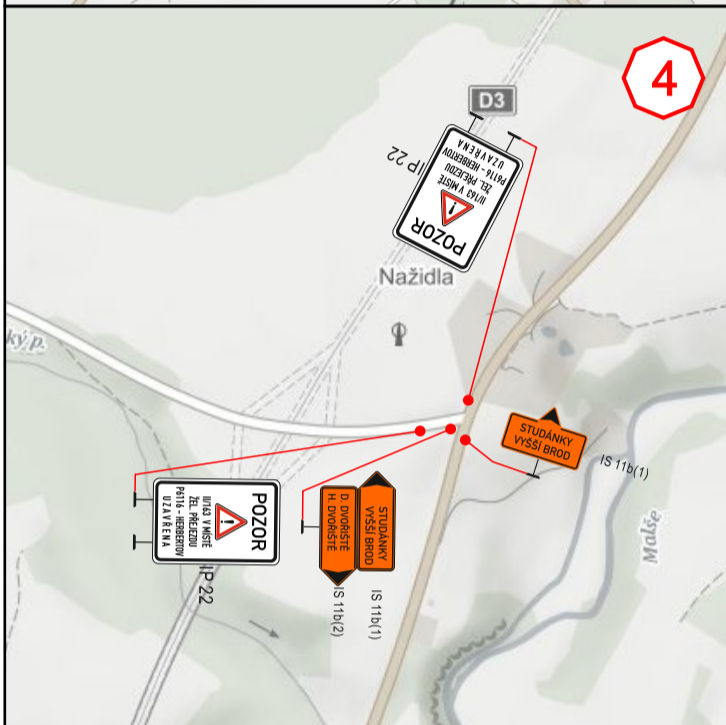 4
D3
IP 22
POZOR
II/163 V MÍSTĚ
ŽEL. PŘEJEZDU
P6116 - HERBERTOV
UZAVŘENA
Nažidla
ký p.
STUDÁNKY
VYŠŠÍ BROD
IS 11b(1)
Malše
POZOR
II/163 V MÍSTĚ
ŽEL. PŘEJEZDU
P6116 - HERBERTOV
UZAVŘENA
IP 22
D. DVOŘIŠTĚ
H. DVOŘIŠTĚ
IS 11b(2)
STUDÁNKY
VYŠŠÍ BROD
IS 11b(1)